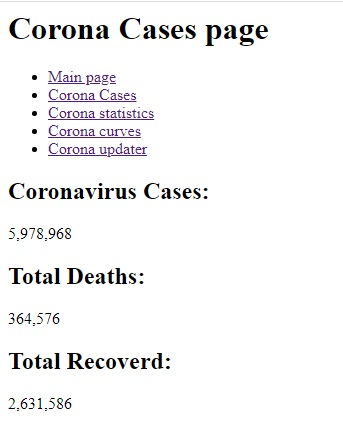 Corona Cases page
Main page
Corona Cases
Corona statistics
Corona curves
Corona updater
Coronavirus Cases:
5,978,968
Total Deaths:
364,576
Total Recoverd:
2,631,586